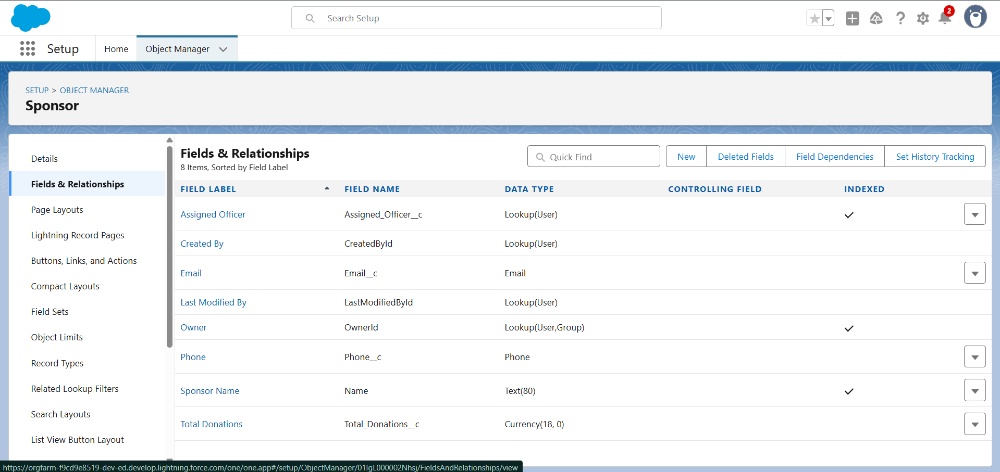 Search Setup
2
Setup
Home
Object Manager
SETUP > OBJECT MANAGER
Sponsor
Details
Fields & Relationships
Page Layouts
Lightning Record Pages
Buttons, Links, and Actions
Compact Layouts
Field Sets
Object Limits
Record Types
Related Lookup Filters
Search Layouts
List View Button Layout
Fields & Relationships
8 Items, Sorted by Field Label
Quick Find
New
Deleted Fields
Field Dependencies
Set History Tracking
FIELD LABEL FIELD NAME DATA TYPE CONTROLLING FIELD INDEXED
Assigned Officer Assigned_Officer__c Lookup(User)
Created By CreatedById Lookup(User)
Email Email__c Email
Last Modified By LastModifiedById Lookup(User)
Owner OwnerId Lookup(User,Group)
Phone Phone__c Phone
Sponsor Name Name Text(80)
Total Donations Total_Donations__c Currency(18, 0)
https://orgfarm-f9cd9e8519-dev-ed.develop.lightning.force.com/one/one.app#/setup/ObjectManager/01IgL000002Nhsj/FieldsAndRelationships/view